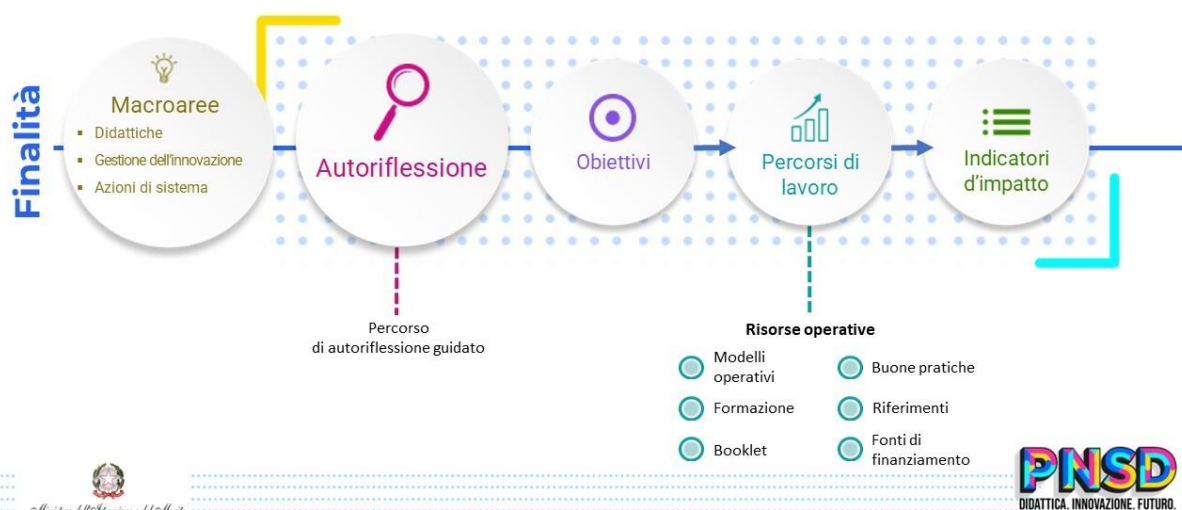 Finalità
Macroaree
▪ Didattiche
▪ Gestione dell'innovazione
▪ Azioni di sistema
Autoriflessione
Obiettivi
Percorsi di
lavoro
Indicatori
d'impatto
Percorso
di autoriflessione guidato
Risorse operative
Modelli
operativi
Formazione
Booklet
Buone pratiche
Riferimenti
Fonti di
finanziamento
PNSD
DIDATTICA. INNOVAZIONE. FUTURO.